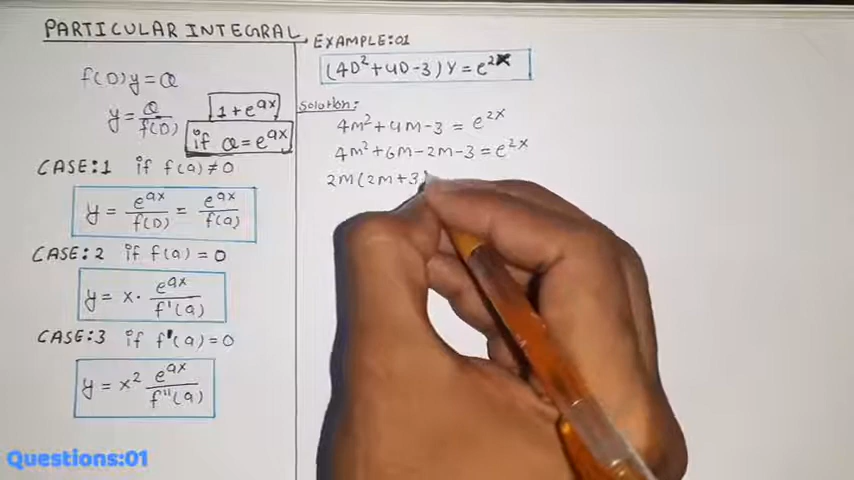 PARTICULAR INTEGRAL
f(D)y = Q
y = Q/f(D)
1 + e^ax
if Q = e^ax
CASE:1 if f(a) ≠ 0
y = e^ax/f(D) = e^ax/f(a)
CASE:2 if f(a) = 0
y = x · e^ax/f'(a)
CASE:3 if f'(a) = 0
y = x² e^ax/f''(a)
Questions:01
EXAMPLE:01
(4D² + 4D - 3) Y = e^2x
Solution:
4M² + 4M - 3 = e^2x
4M² + 6M - 2M - 3 = e^2x
2M (2M + 3)